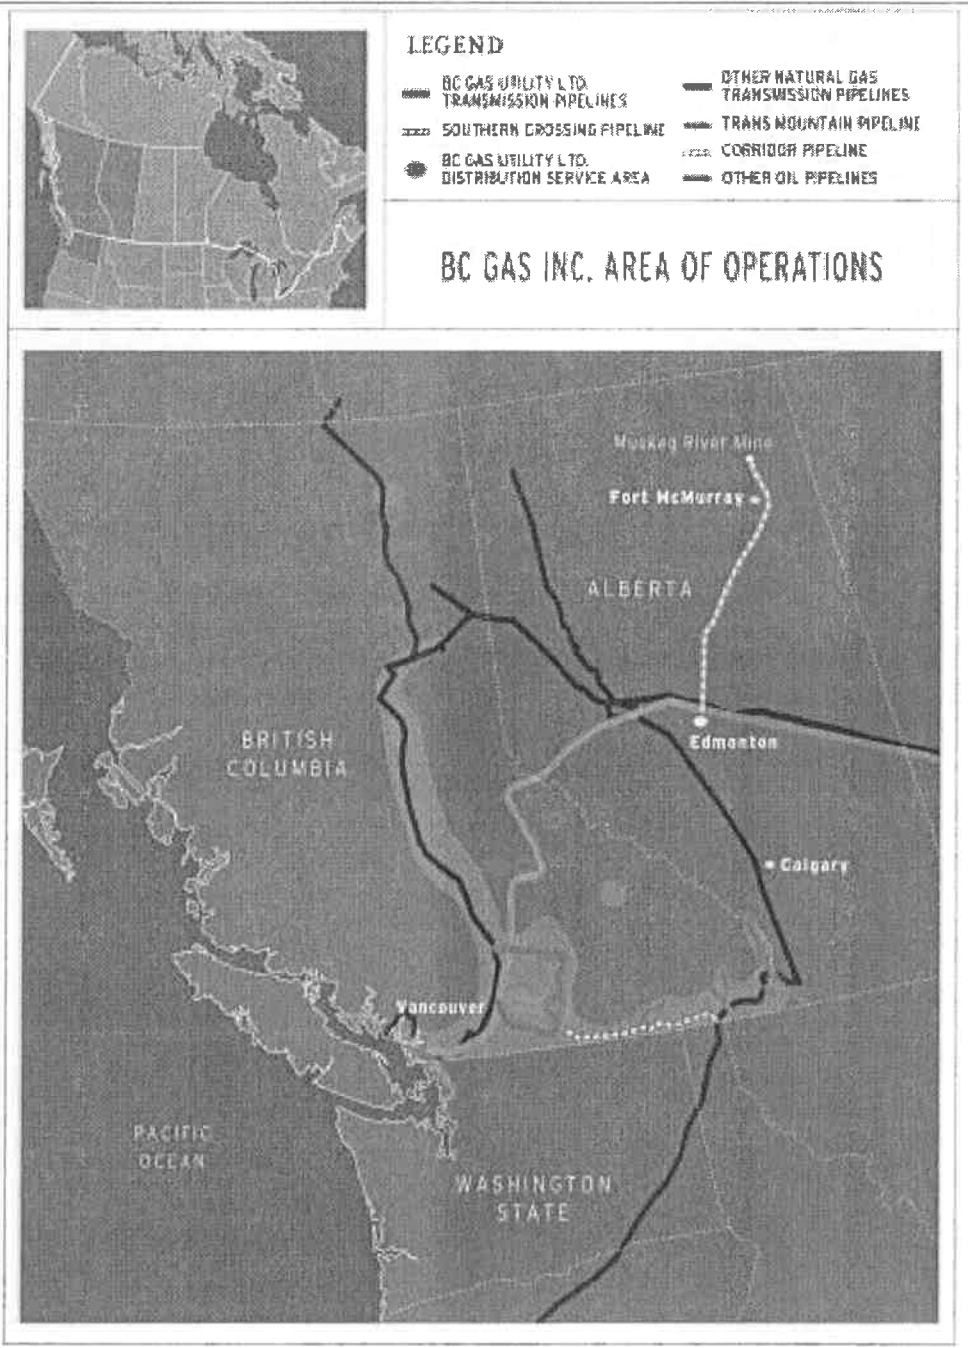 LEGEND
BC GAS UTILITY LTD.
TRANSMISSION PIPELINES
SOUTHERN CROSSING PIPELINE
BC GAS UTILITY LTD.
DISTRIBUTION SERVICE AREA
OTHER NATURAL GAS
TRANSMISSION PIPELINES
TRANS MOUNTAIN PIPELINE
CORRIDOR PIPELINE
OTHER OIL PIPELINES
BC GAS INC. AREA OF OPERATIONS
Muskeg River Mine
Fort McMurray
ALBERTA
BRITISH
COLUMBIA
Edmonton
Calgary
Vancouver
PACIFIC
OCEAN
WASHINGTON
STATE